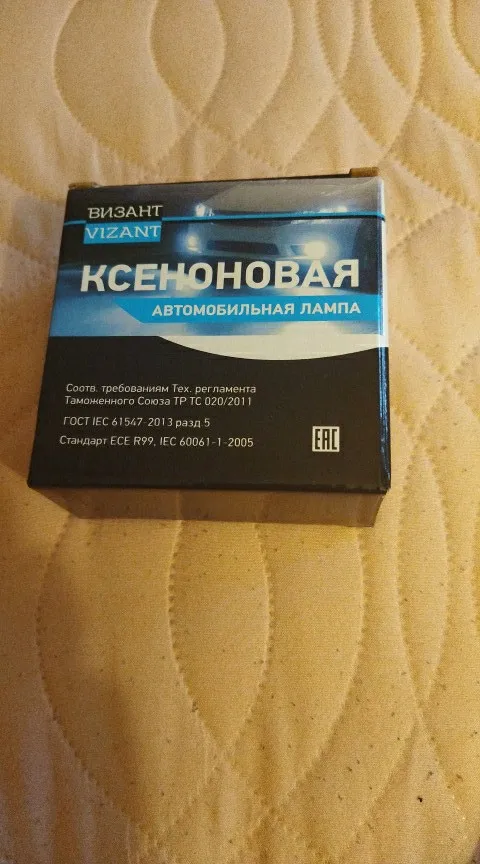 ВИЗАНТ
VIZANT
КСЕНОНОВАЯ
АВТОМОБИЛЬНАЯ ЛАМПА
Соотв. требованиям Тех. регламента
Таможенного Союза ТР ТС 020/2011
ГОСТ IEC 61547-2013 разд.5
Стандарт ECE R99, IEC 60061-1-2005
EAC